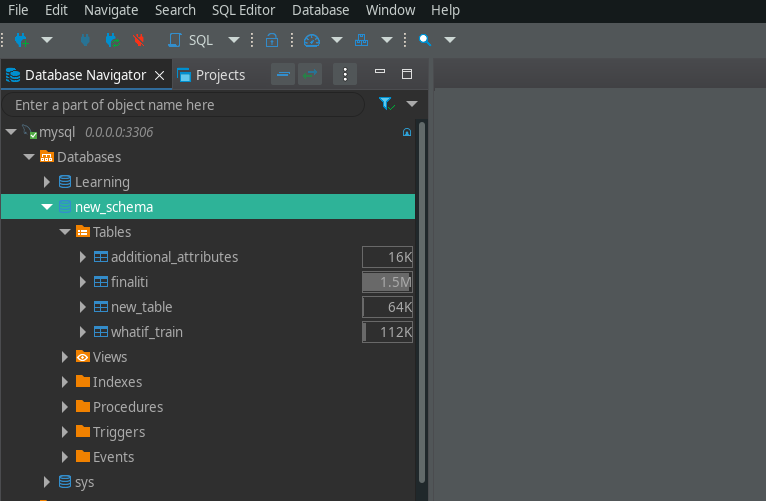 File Edit Navigate Search SQL Editor Database Window Help
SQL
Database Navigator Projects
Enter a part of object name here
mysql 0.0.0.0:3306
Databases
Learning
new_schema
Tables
additional_attributes 16K
finaliti 1.5M
new_table 64K
whatif_train 112K
Views
Indexes
Procedures
Triggers
Events
sys